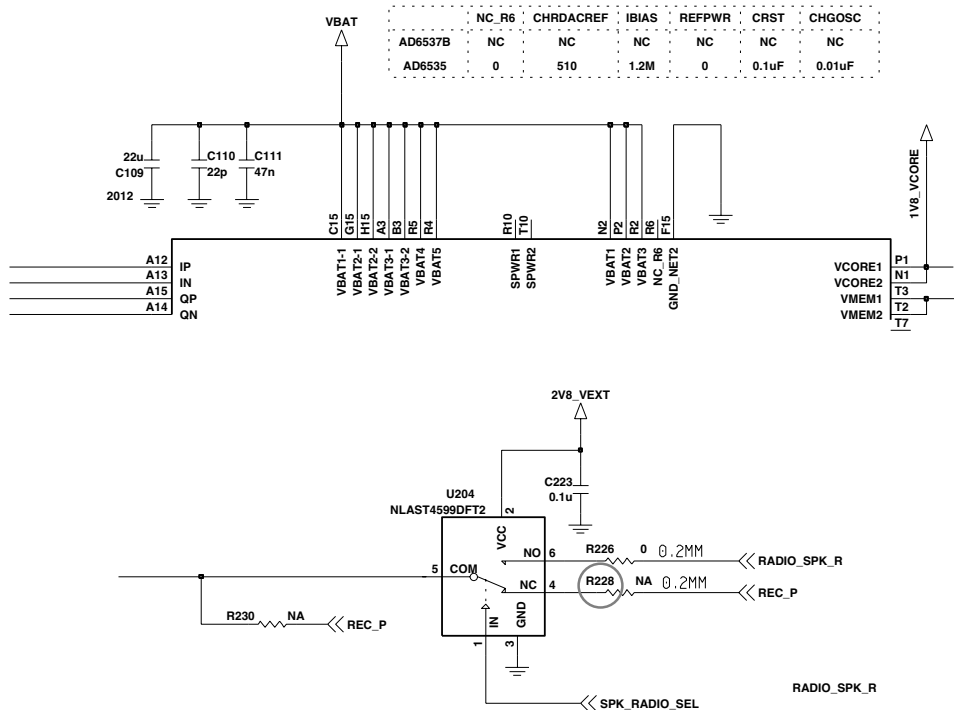 VBAT
NC_R6 CHRDACREF IBIAS REFPWR CRST CHGOSC
AD6537B NC NC NC NC NC NC
AD6535 0 510 1.2M 0 0.1uF 0.01uF
22u
C109
2012
C110
22p
C111
47n
1V8_VCORE
C15
G15
H15
A3
B3
R5
R4
R10
T10
N2
P2
R2
R6
F15
VBAT1-1
VBAT2-1
VBAT2-2
VBAT3-1
VBAT3-2
VBAT4
VBAT5
SPWR1
SPWR2
VBAT1
VBAT2
VBAT3
NC_R6
GND_NET2
A12 IP
A13 IN
A15 QP
A14 QN
VCORE1 P1
VCORE2 N1
VMEM1 T3
VMEM2 T2
T7
2V8_VEXT
C223
0.1u
U204
NLAST4599DFT2
2
VCC
NO 6 R226 0 0.2MM RADIO_SPK_R
5 COM
NC 4 R228 NA 0.2MM REC_P
IN
GND
1
3
R230 NA REC_P
SPK_RADIO_SEL
RADIO_SPK_R